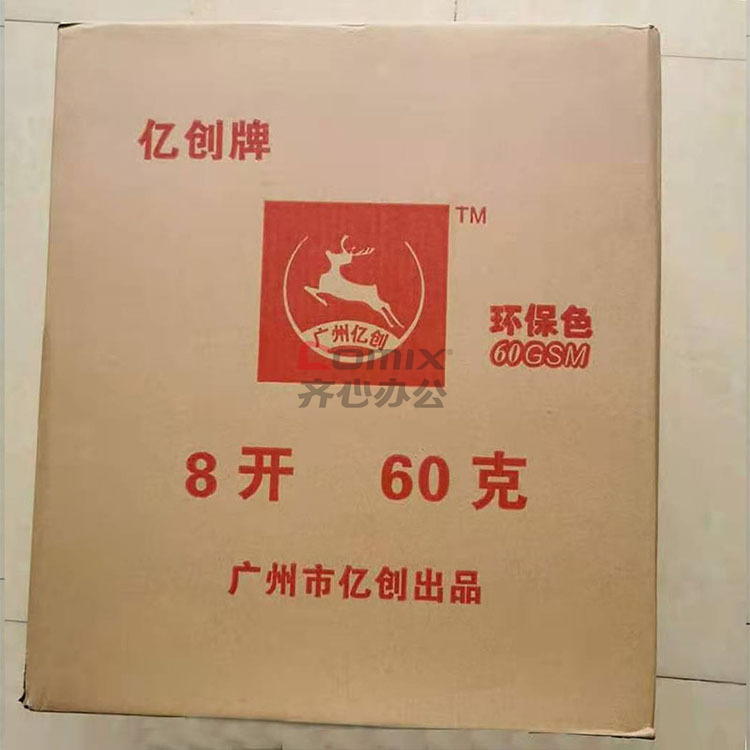 亿创牌
TM
广州亿创
环保色
60GSM
comix®
齐心办公
8开 60克
广州市亿创出品